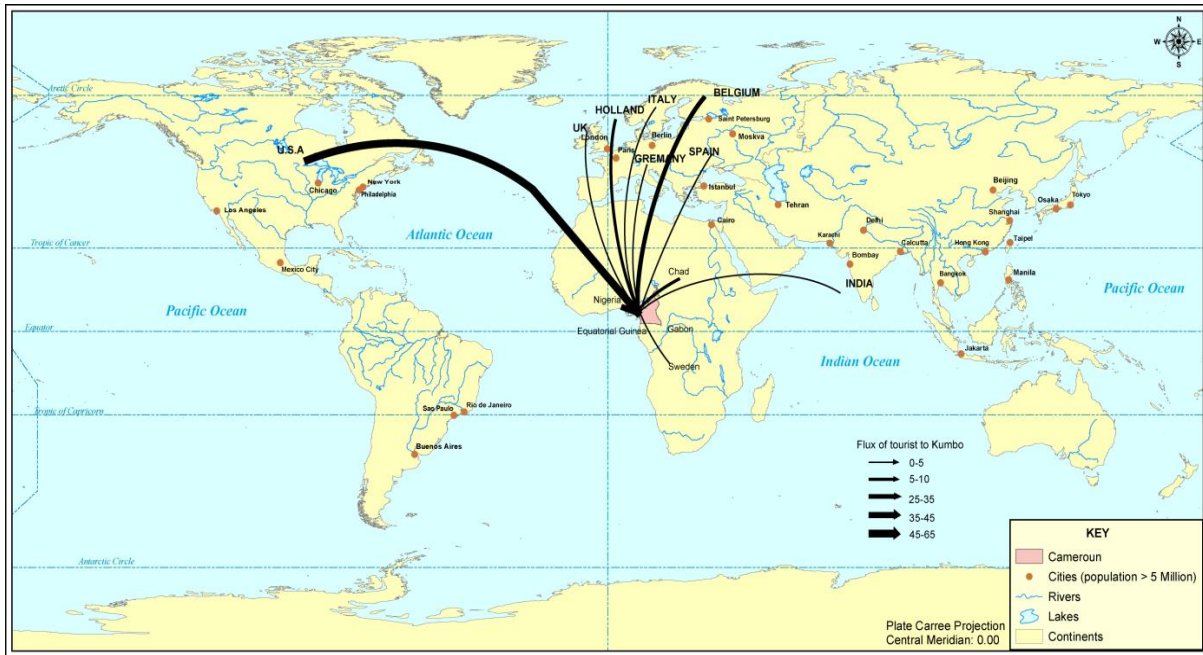 Arctic Circle
BELGIUM
ITALY
HOLLAND
Saint Petersburg
UK
London
Berlin
Moskva
Paris
U.S.A
GREMANY
SPAIN
Chicago
New York
Philadelphia
Istanbul
Beijing
Los Angeles
Tehran
Osaka
Tokyo
Cairo
Delhi
Shanghai
Atlantic Ocean
Tropic of Cancer
Karachi
Calcutta
Hong Kong
Taipei
Mexico City
Bombay
Chad
Bangkok
Manila
INDIA
Pacific Ocean
Pacific Ocean
Nigeria
Equator
Equatorial Guinea
Gabon
Jakarta
Indian Ocean
Sweden
Tropic of Capricorn
Sao Paulo
Rio de Janeiro
Buenos Aires
Flux of tourist to Kumbo
0-5
5-10
25-35
35-45
45-65
Antarctic Circle
KEY
Cameroun
Cities (population > 5 Million)
Rivers
Lakes
Continents
Plate Carree Projection
Central Meridian: 0.00
N
W
E
S